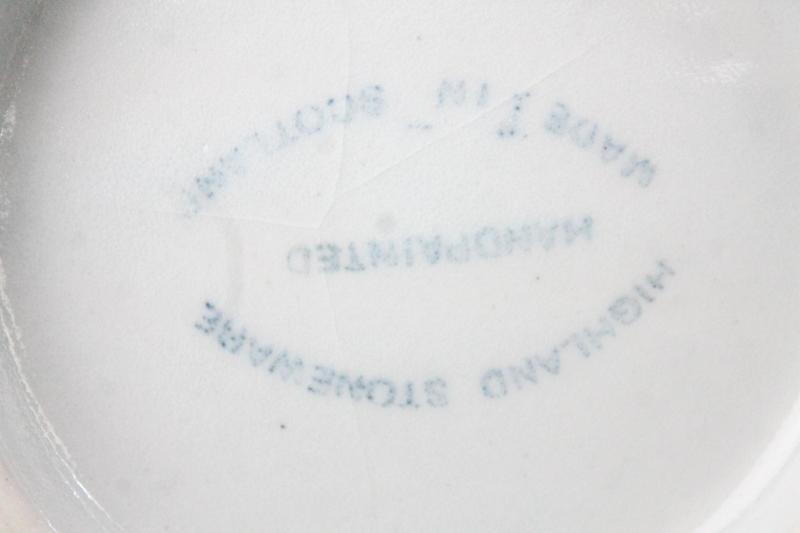 HIGHLAND STONEWARE
HANDPAINTED
MADE IN SCOTLAND